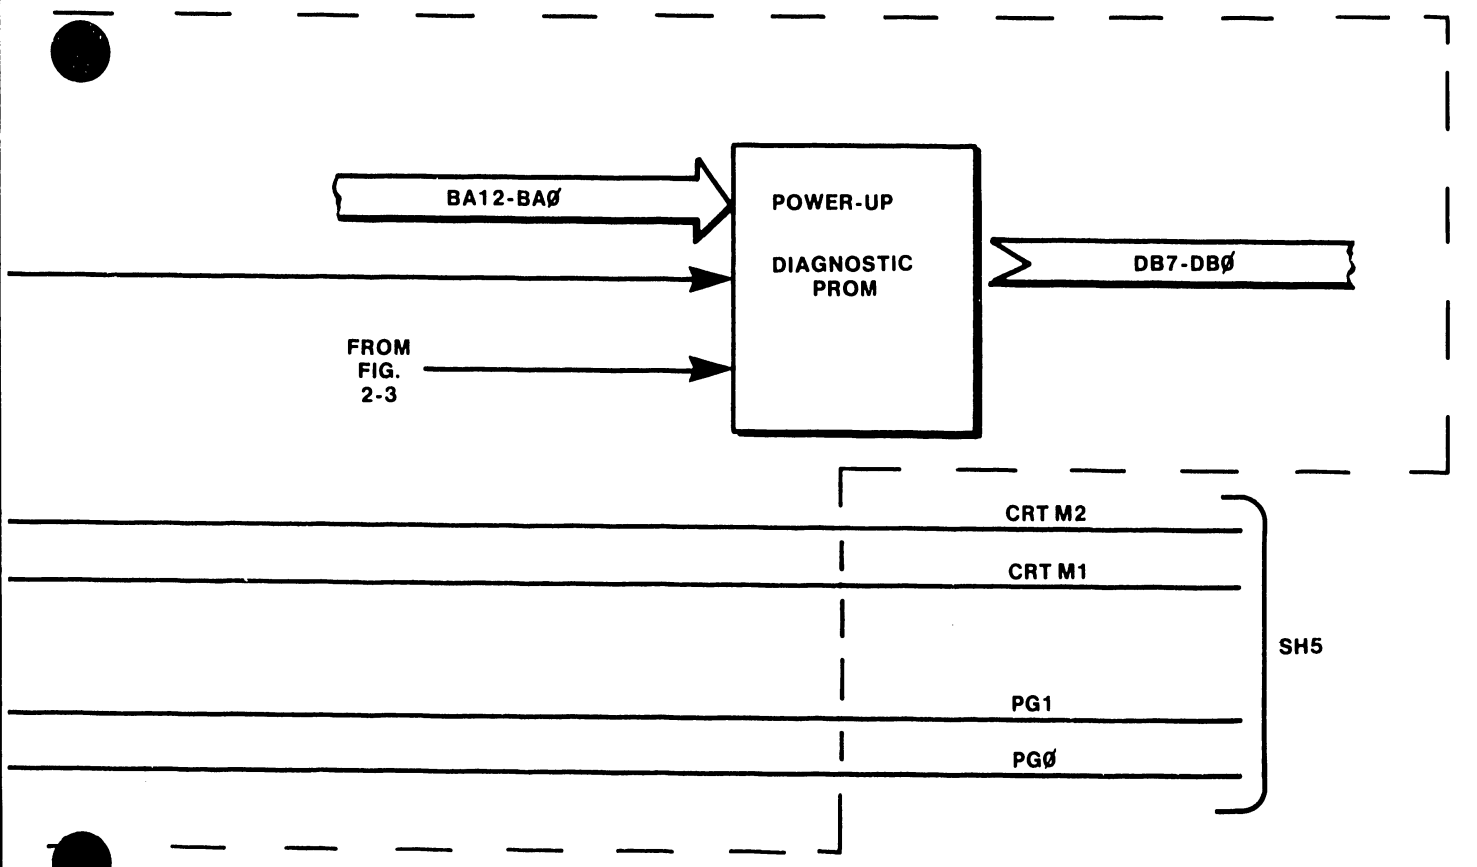 BA12-BAØ
POWER-UP
DIAGNOSTIC
PROM
DB7-DBØ
FROM
FIG.
2-3
CRT M2
CRT M1
SH5
PG1
PGØ